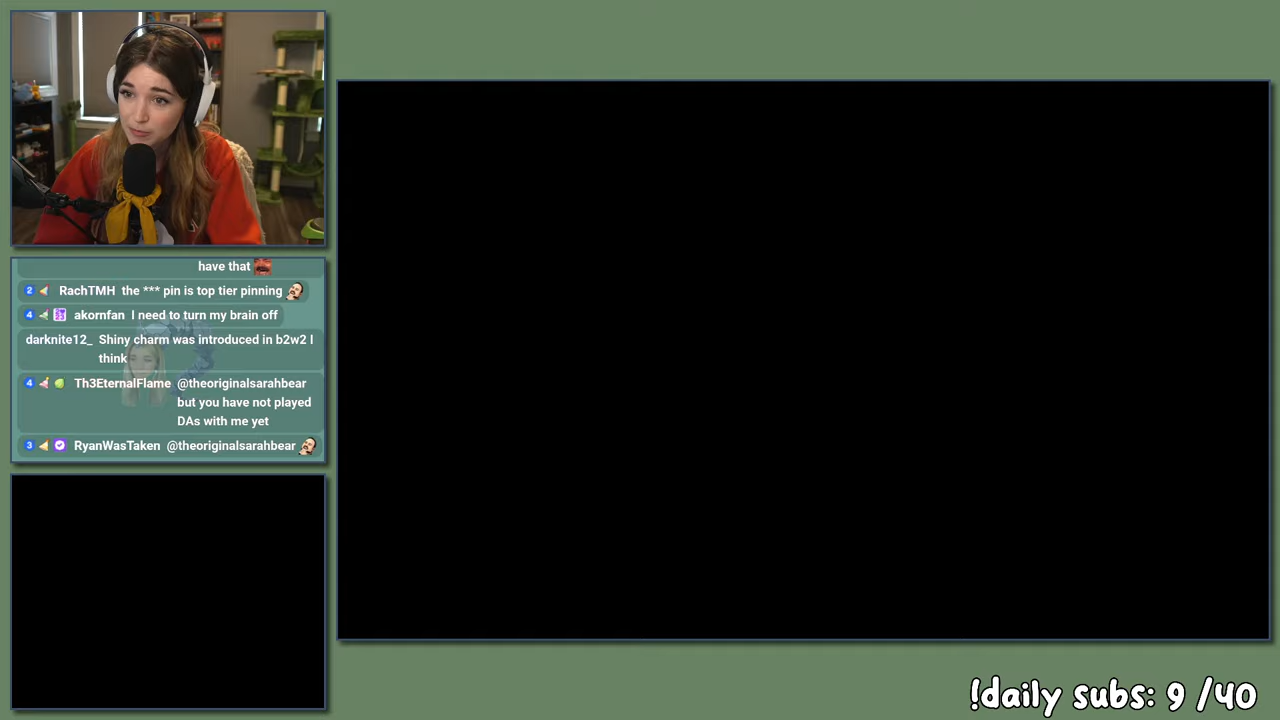 have that
2 RachTMH the *** pin is top tier pinning
4 akornfan I need to turn my brain off
darknite12_ Shiny charm was introduced in b2w2 I
think
4 Th3EternalFlame @theoriginalsarahbear
but you have not played
DAs with me yet
3 RyanWasTaken @theoriginalsarahbear
!daily subs: 9 /40